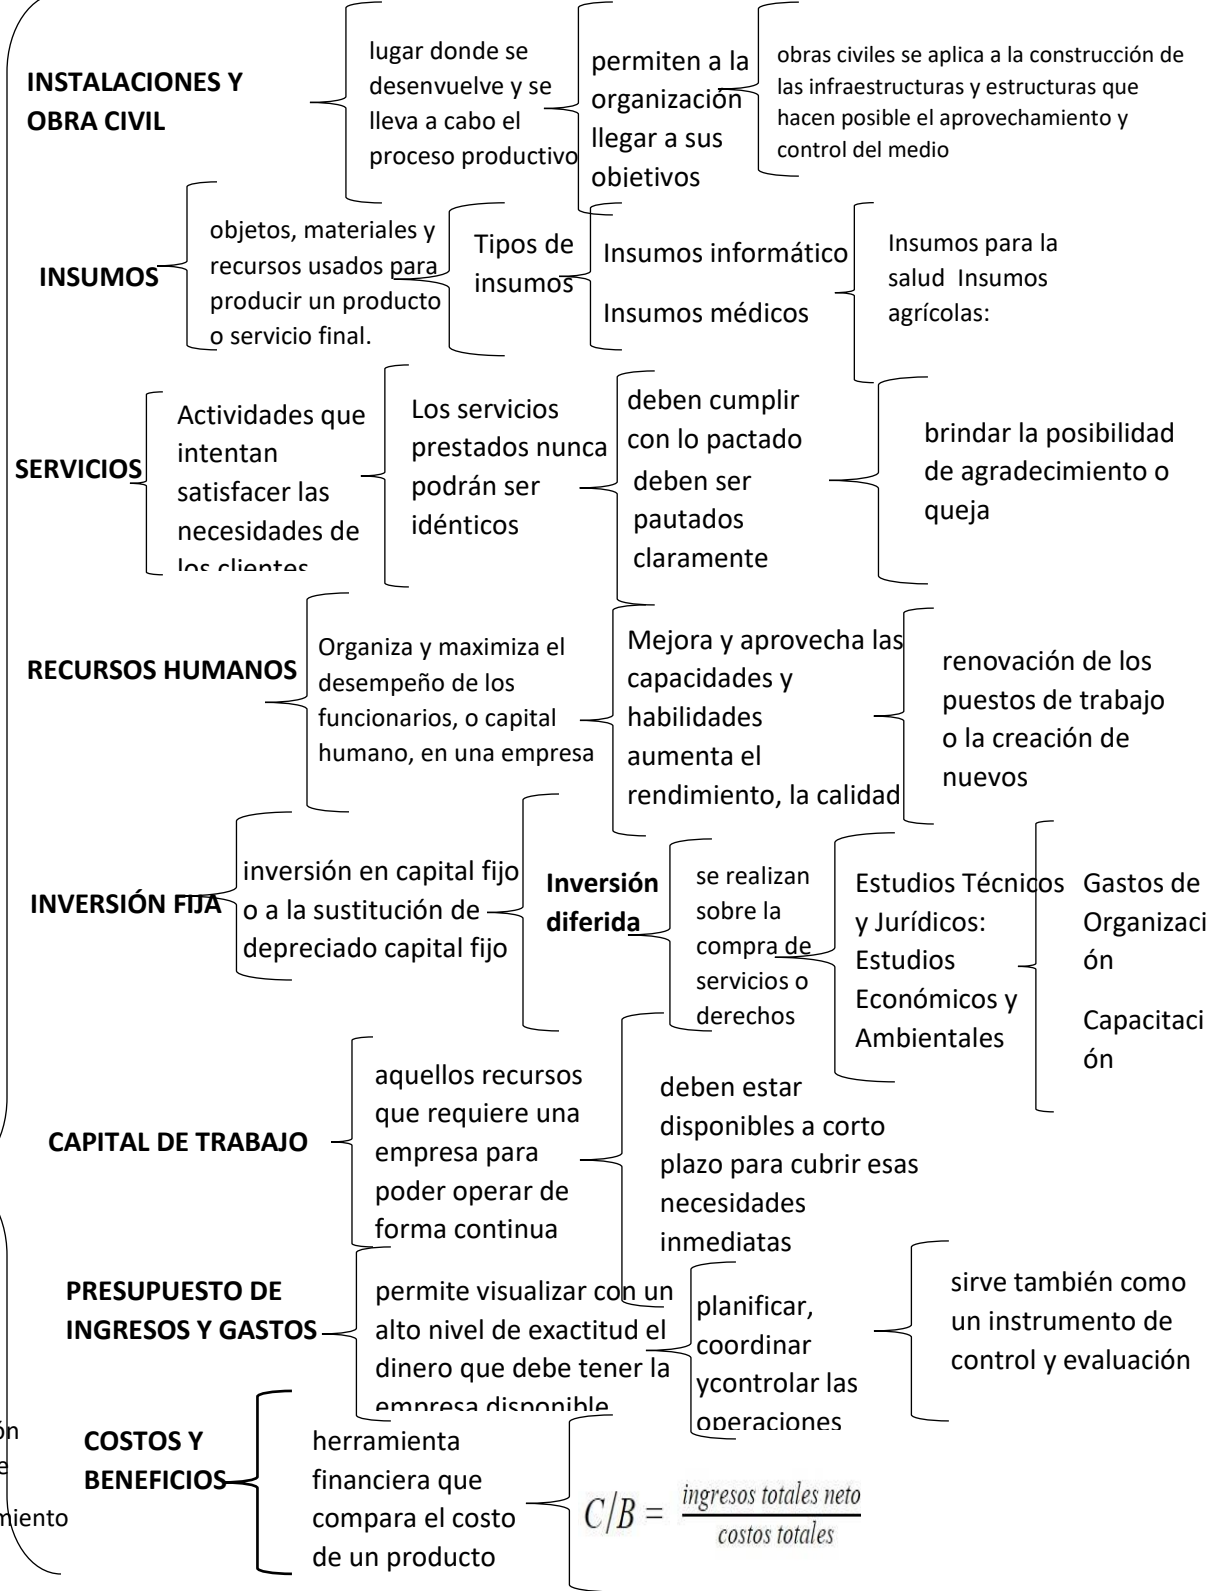 INSTALACIONES Y
OBRA CIVIL
lugar donde se
desenvuelve y se
lleva a cabo el
proceso productivo
permiten a la
organización
llegar a sus
objetivos
obras civiles se aplica a la construcción de
las infraestructuras y estructuras que
hacen posible el aprovechamiento y
control del medio
INSUMOS
objetos, materiales y
recursos usados para
producir un producto
o servicio final.
Tipos de
insumos
Insumos informático
Insumos médicos
Insumos para la
salud Insumos
agrícolas:
SERVICIOS
Actividades que
intentan
satisfacer las
necesidades de
los clientes
Los servicios
prestados nunca
podrán ser
idénticos
deben cumplir
con lo pactado
deben ser
pautados
claramente
brindar la posibilidad
de agradecimiento o
queja
RECURSOS HUMANOS
Organiza y maximiza el
desempeño de los
funcionarios, o capital
humano, en una empresa
Mejora y aprovecha las
capacidades y
habilidades
aumenta el
rendimiento, la calidad
renovación de los
puestos de trabajo
o la creación de
nuevos
INVERSIÓN FIJA
inversión en capital fijo
o a la sustitución de
depreciado capital fijo
Inversión
diferida
se realizan
sobre la
compra de
servicios o
derechos
Estudios Técnicos
y Jurídicos:
Estudios
Económicos y
Ambientales
Gastos de
Organizaci
ón
Capacitaci
ón
CAPITAL DE TRABAJO
aquellos recursos
que requiere una
empresa para
poder operar de
forma continua
deben estar
disponibles a corto
plazo para cubrir esas
necesidades
inmediatas
PRESUPUESTO DE
INGRESOS Y GASTOS
permite visualizar con un
alto nivel de exactitud el
dinero que debe tener la
empresa disponible
planificar,
coordinar
ycontrolar las
operaciones
sirve también como
un instrumento de
control y evaluación
COSTOS Y
BENEFICIOS
herramienta
financiera que
compara el costo
de un producto
C/B = ingresos totales neto
costos totales